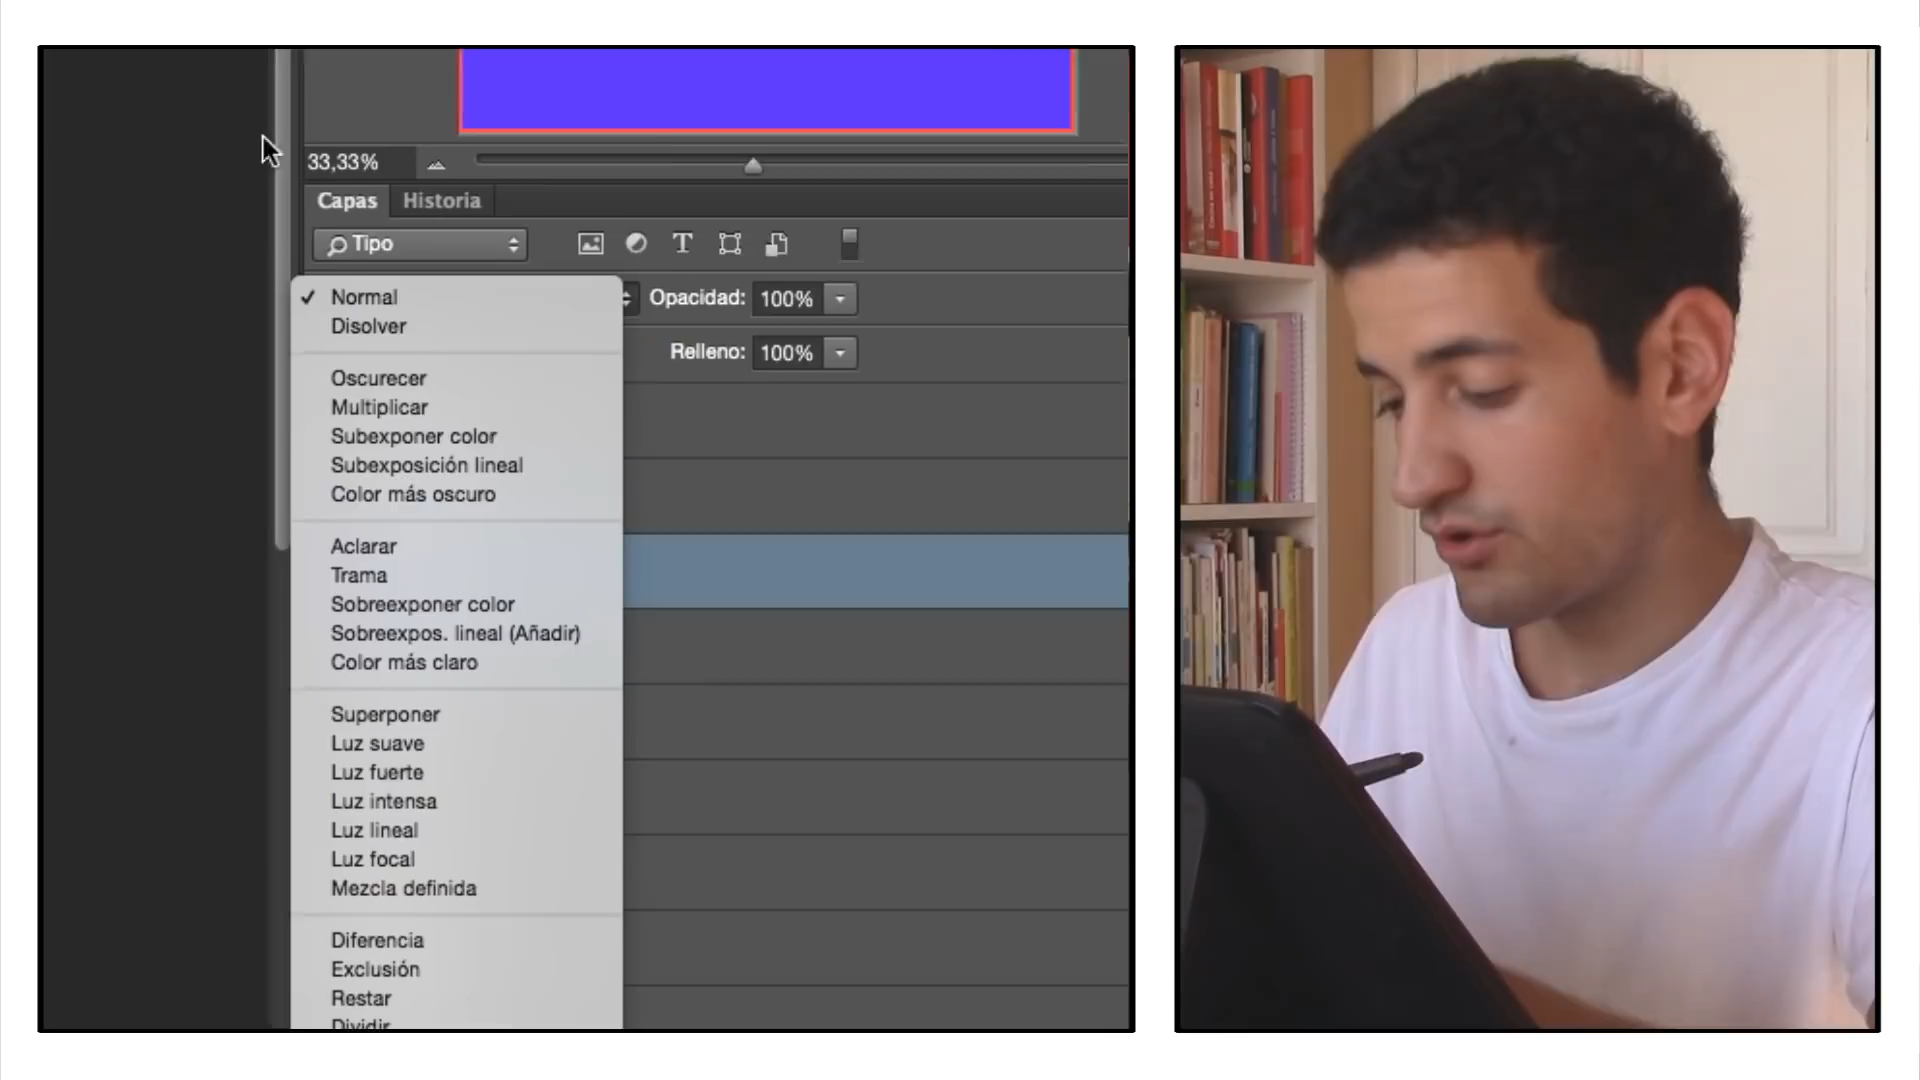 33,33%
Capas Historia
Tipo
Normal Opacidad: 100%
Disolver
Relleno: 100%
Oscurecer
Multiplicar
Subexponer color
Subexposición lineal
Color más oscuro
Aclarar
Trama
Sobreexponer color
Sobreexpos. lineal (Añadir)
Color más claro
Superponer
Luz suave
Luz fuerte
Luz intensa
Luz lineal
Luz focal
Mezcla definida
Diferencia
Exclusión
Restar
Dividir